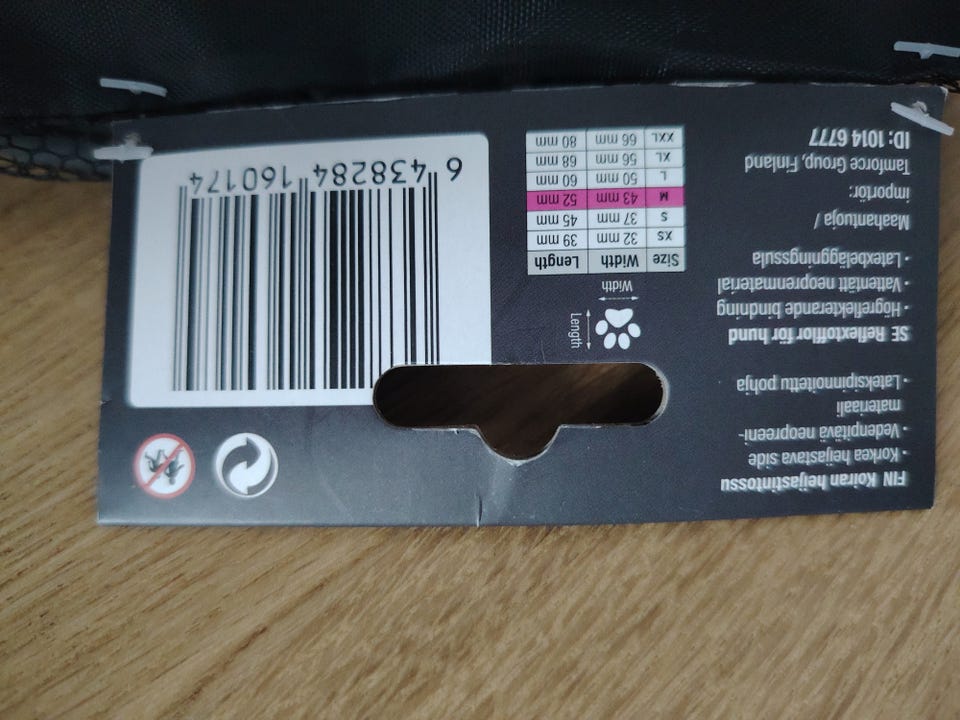 FIN Koiran heijastintossu
• Korkea heijastava side
• Vedenpitävä neopreeni-
materiaali
• Lateksipinnoitettu pohja
SE Reflextofflor för hund
• Högreflekterande bindning
• Vattentätt neoprenmaterial
• Latexbeläggningssula
Maahantuoja /
importör:
Tamforce Group, Finland
ID: 1014 6777
Length
Width
Size Width Length
XS 32 mm 39 mm
S 37 mm 45 mm
M 43 mm 52 mm
L 50 mm 60 mm
XL 56 mm 68 mm
XXL 66 mm 80 mm
6 438284 160174